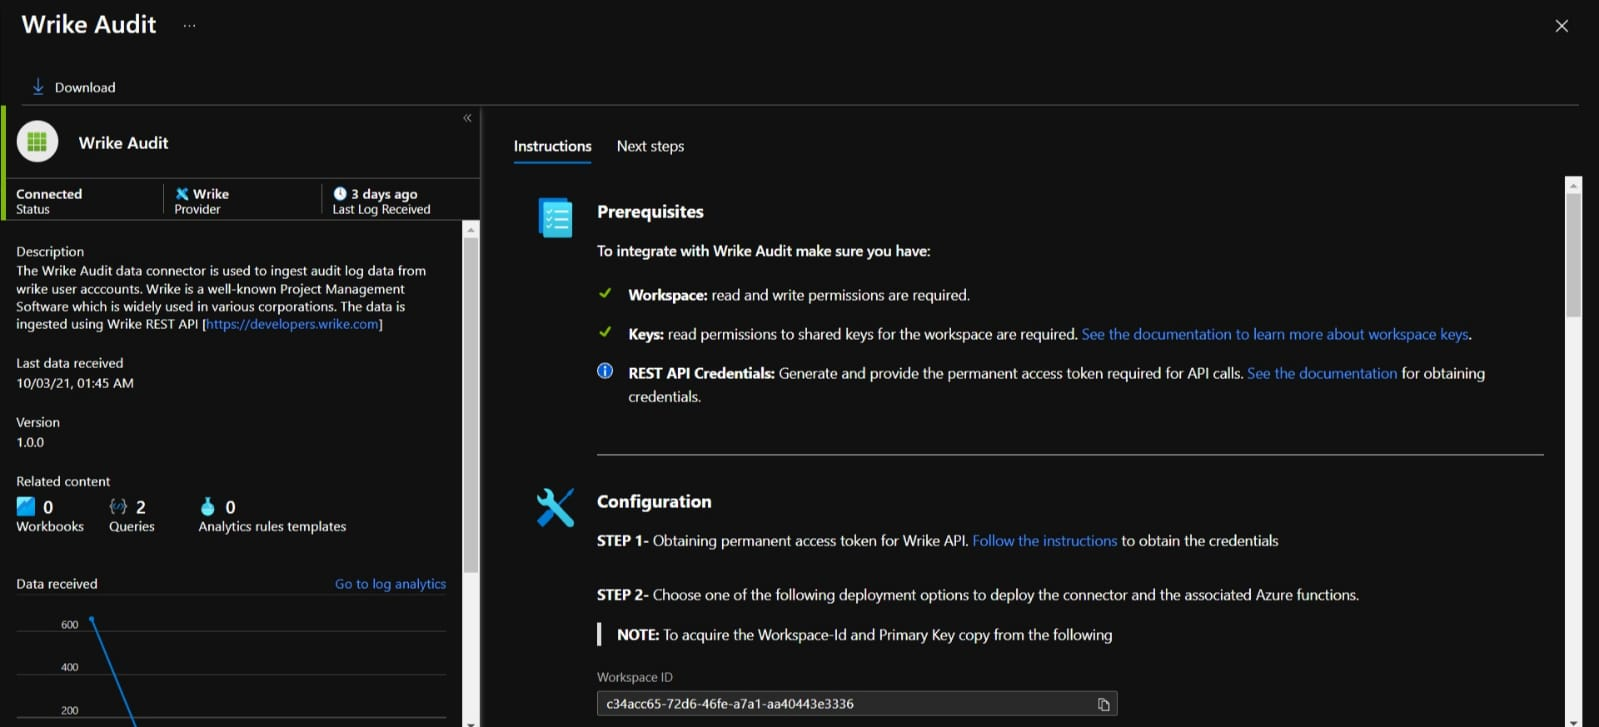 Wrike Audit ...
Download
«
Wrike Audit
Connected
Status
Wrike
Provider
3 days ago
Last Log Received
Description
The Wrike Audit data connector is used to ingest audit log data from
wrike user acccounts. Wrike is a well-known Project Management
Software which is widely used in various corporations. The data is
ingested using Wrike REST API [https://developers.wrike.com]
Last data received
10/03/21, 01:45 AM
Version
1.0.0
Related content
0
Workbooks
2
Queries
0
Analytics rules templates
Data received
Go to log analytics
600
400
200
Instructions
Next steps
Prerequisites
To integrate with Wrike Audit make sure you have:
Workspace: read and write permissions are required.
Keys: read permissions to shared keys for the workspace are required. See the documentation to learn more about workspace keys.
REST API Credentials: Generate and provide the permanent access token required for API calls. See the documentation for obtaining
credentials.
Configuration
STEP 1- Obtaining permanent access token for Wrike API. Follow the instructions to obtain the credentials
STEP 2- Choose one of the following deployment options to deploy the connector and the associated Azure functions.
NOTE: To acquire the Workspace-Id and Primary Key copy from the following
Workspace ID
c34acc65-72d6-46fe-a7a1-aa40443e3336